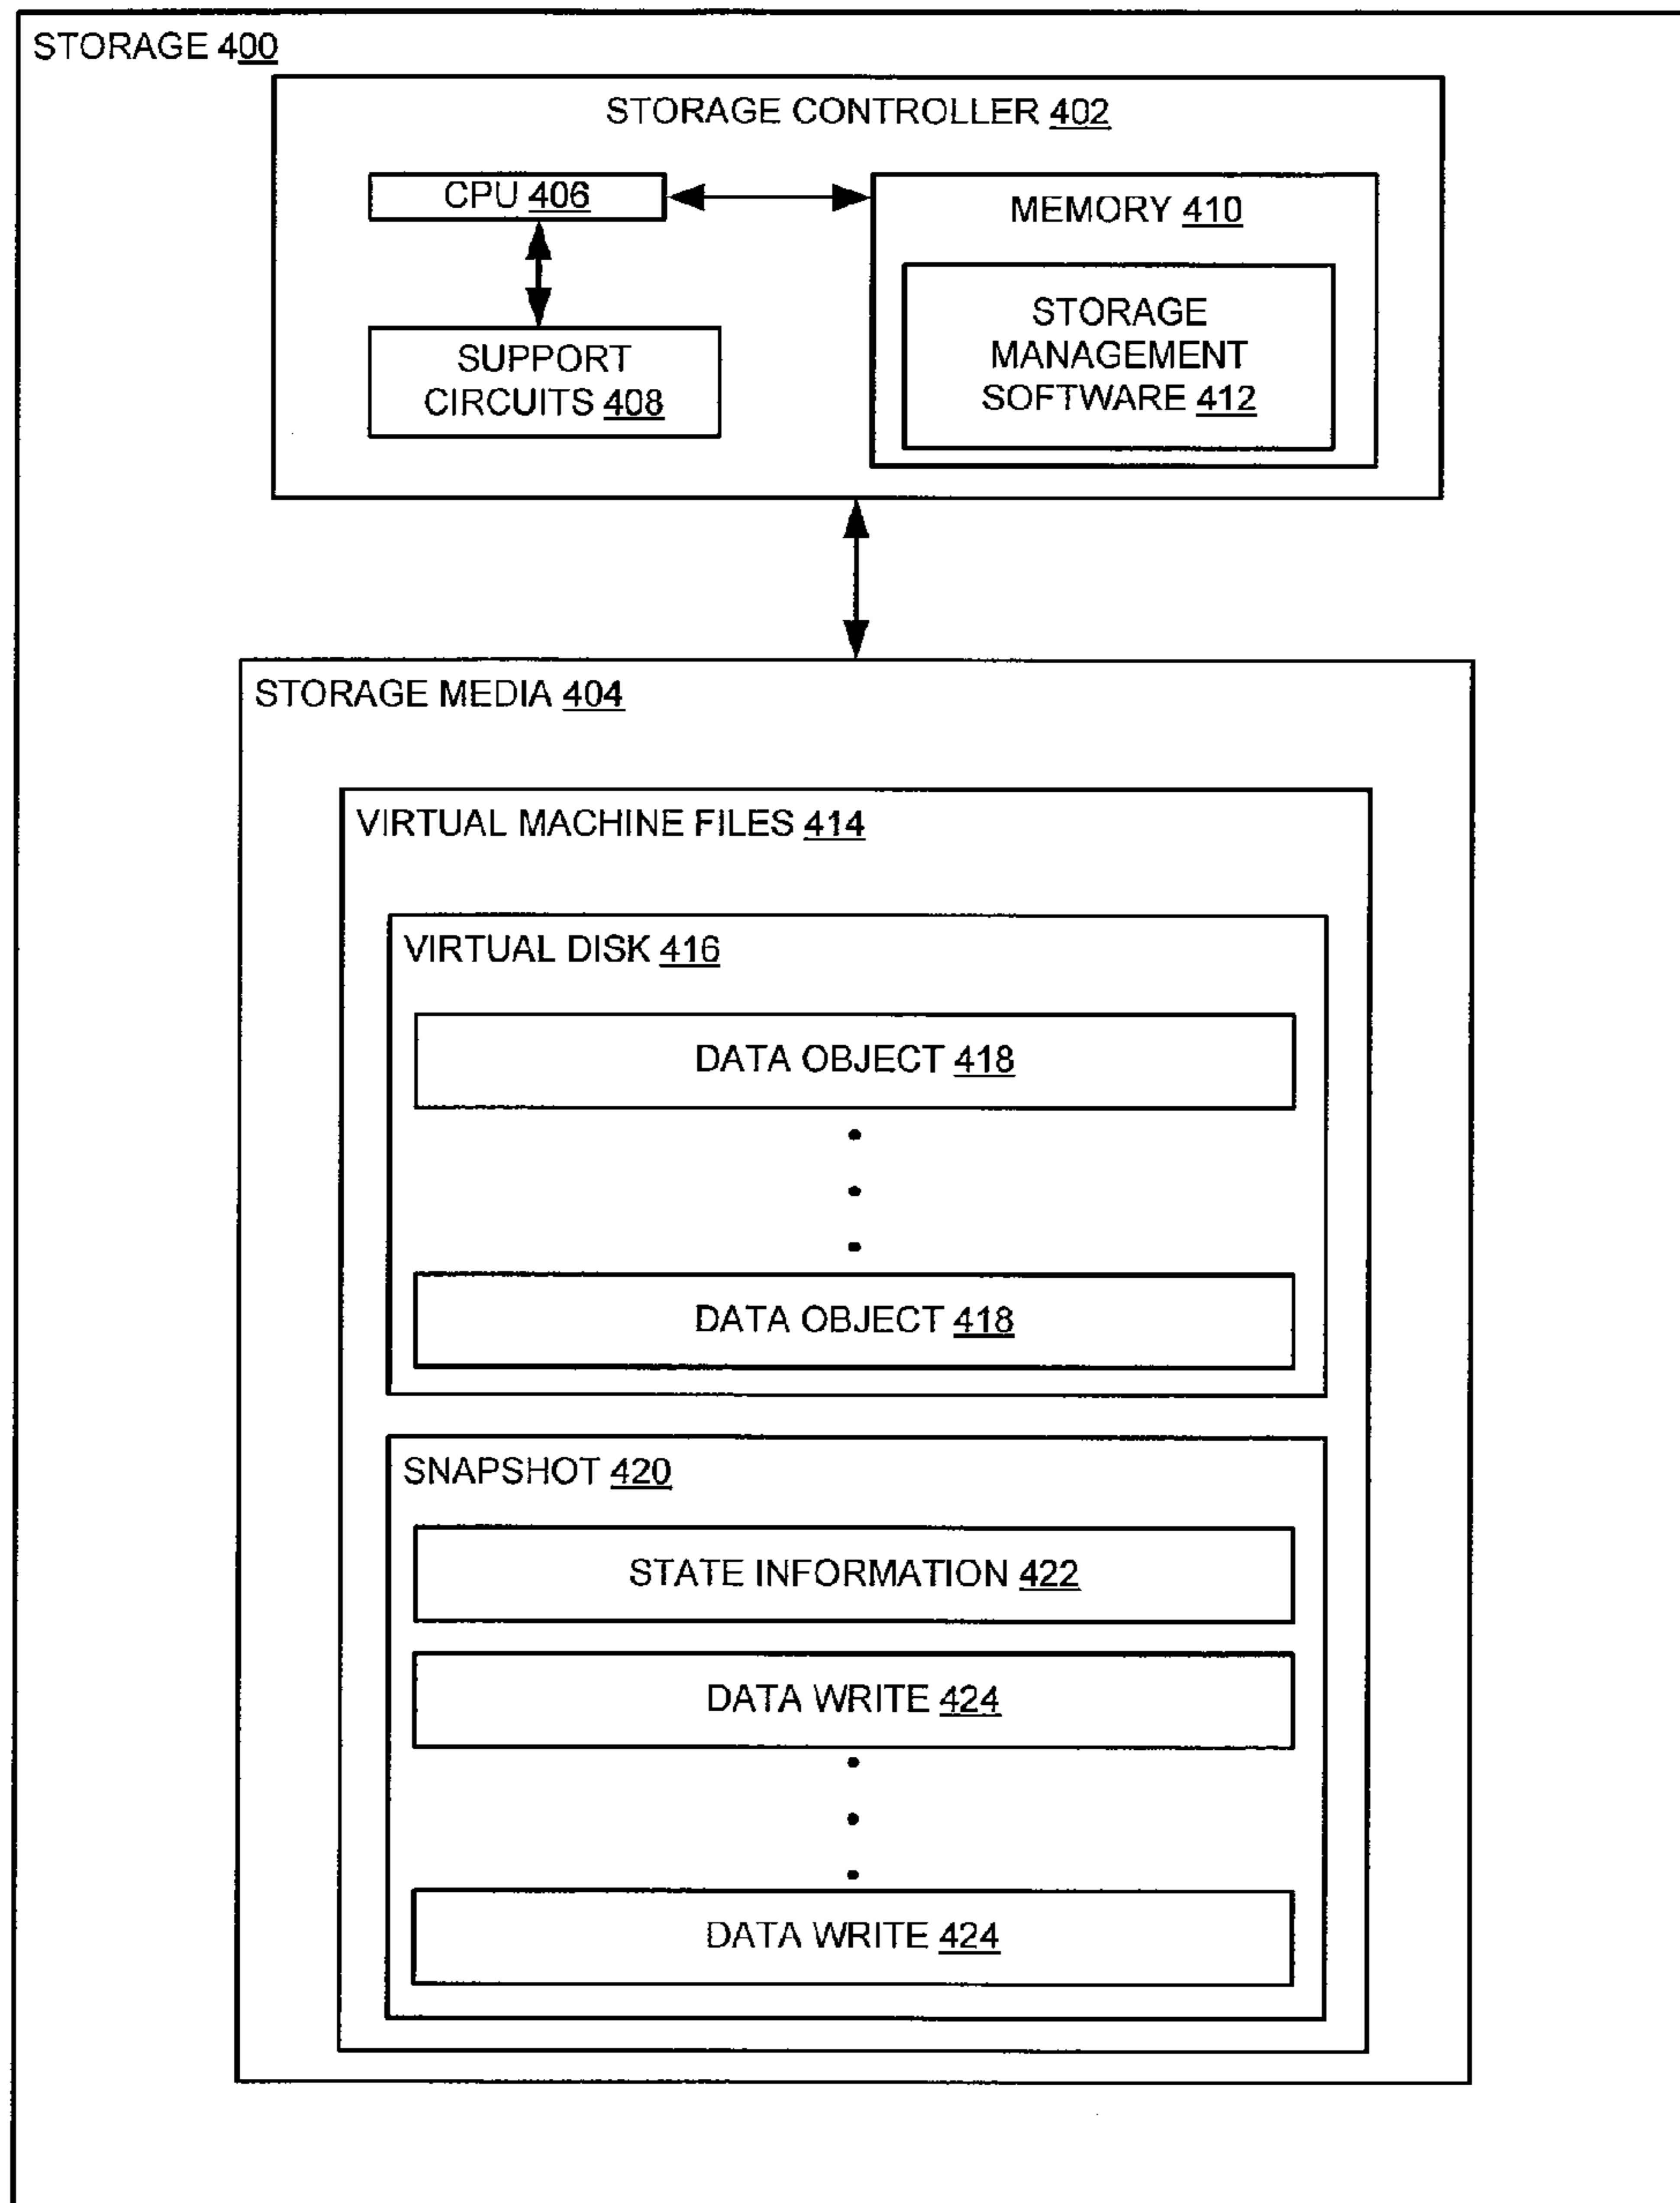 STORAGE 400
STORAGE CONTROLLER 402
CPU 406
MEMORY 410
STORAGE
MANAGEMENT
SOFTWARE 412
SUPPORT
CIRCUITS 408
STORAGE MEDIA 404
VIRTUAL MACHINE FILES 414
VIRTUAL DISK 416
DATA OBJECT 418
DATA OBJECT 418
SNAPSHOT 420
STATE INFORMATION 422
DATA WRITE 424
DATA WRITE 424